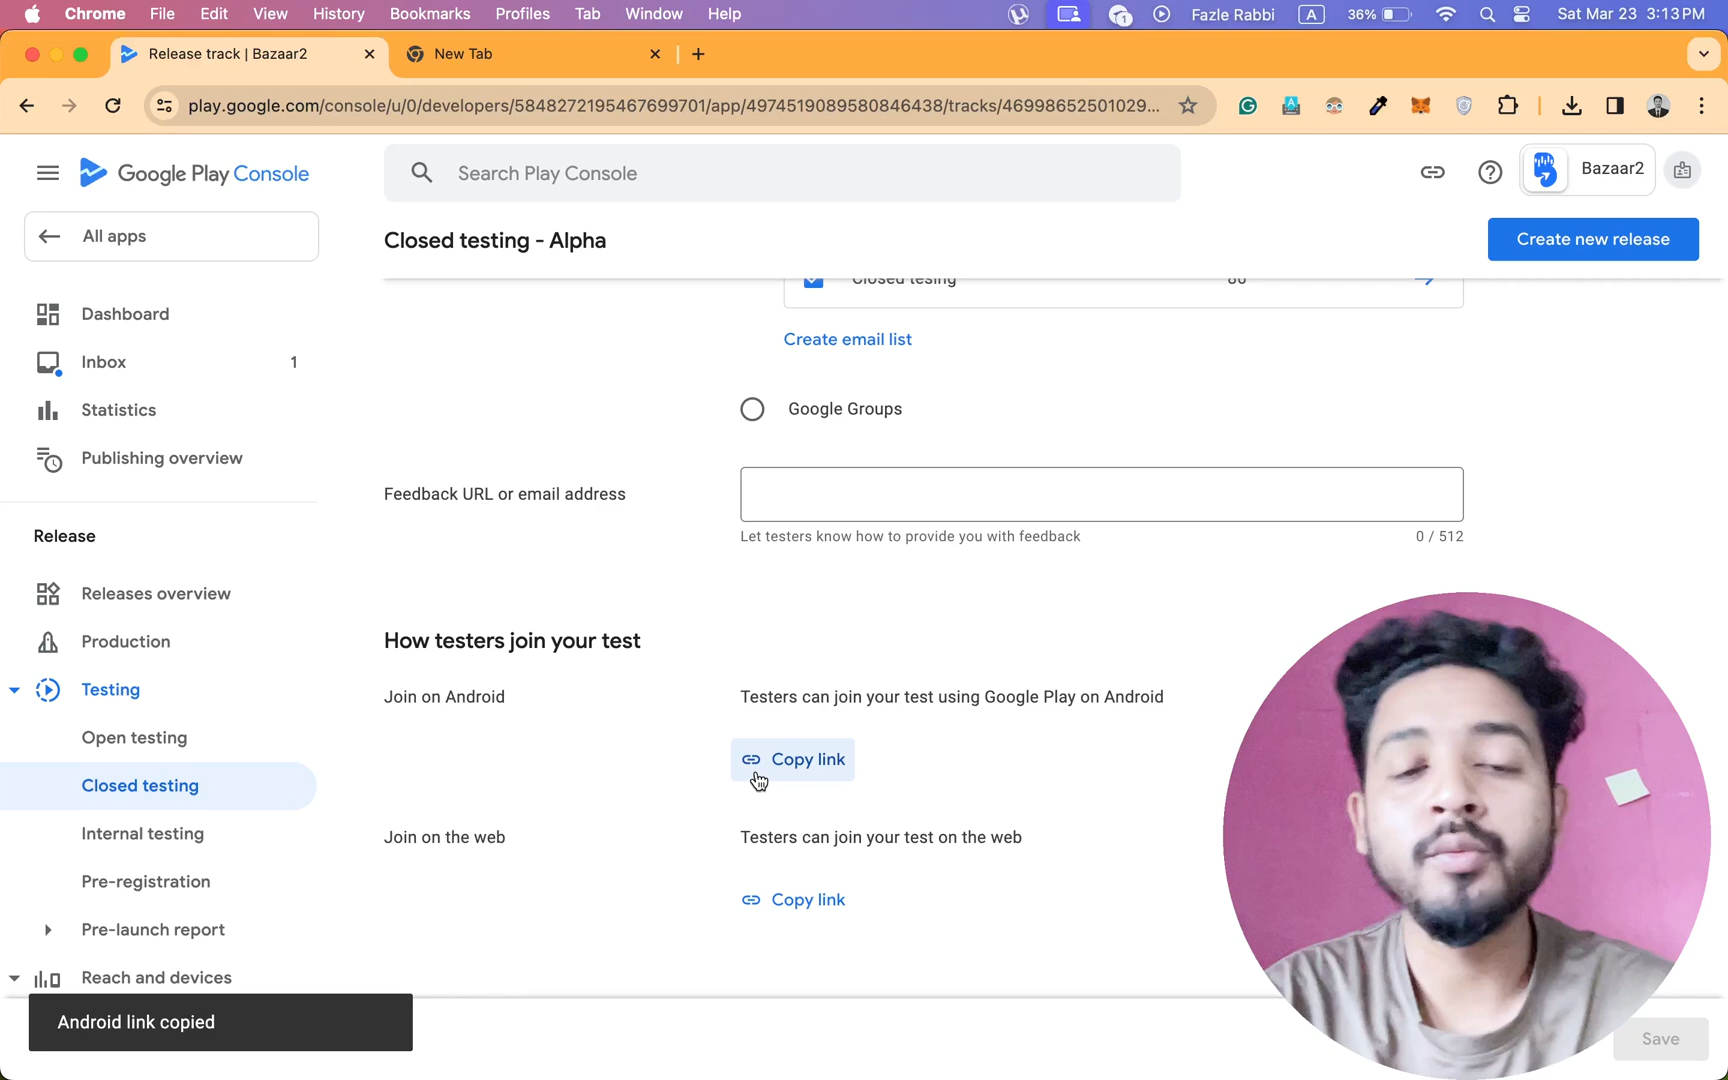 Chrome File Edit View History Bookmarks Profiles Tab Window Help 1 Fazle Rabbi A 36% Sat Mar 23 3:13 PM
Release track | Bazaar2 New Tab
play.google.com/console/u/0/developers/5848272195467699701/app/4974519089580846438/tracks/46998652501029...
Google Play Console
Search Play Console
Bazaar2
All apps
Closed testing - Alpha
Create new release
Closed tesing 86
Dashboard
Create email list
Inbox 1
Statistics
Google Groups
Publishing overview
Feedback URL or email address
Let testers know how to provide you with feedback 0 / 512
Release
Releases overview
Production
How testers join your test
Testing
Join on Android Testers can join your test using Google Play on Android
Open testing
Copy link
Closed testing
Internal testing
Join on the web Testers can join your test on the web
Pre-registration
Copy link
Pre-launch report
Reach and devices
Android link copied
Save